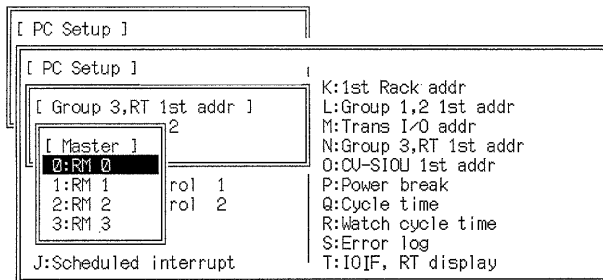 [ PC Setup ]
[ PC Setup ]
[ Group 3,RT 1st addr ]
2
[ Master ]
0:RM 0
1:RM 1
2:RM 2
3:RM 3
rol 1
rol 2
J:Scheduled interrupt
K:1st Rack addr
L:Group 1,2 1st addr
M:Trans I/O addr
N:Group 3,RT 1st addr
O:CV-SIOU 1st addr
P:Power break
Q:Cycle time
R:Watch cycle time
S:Error log
T:IOIF, RT display